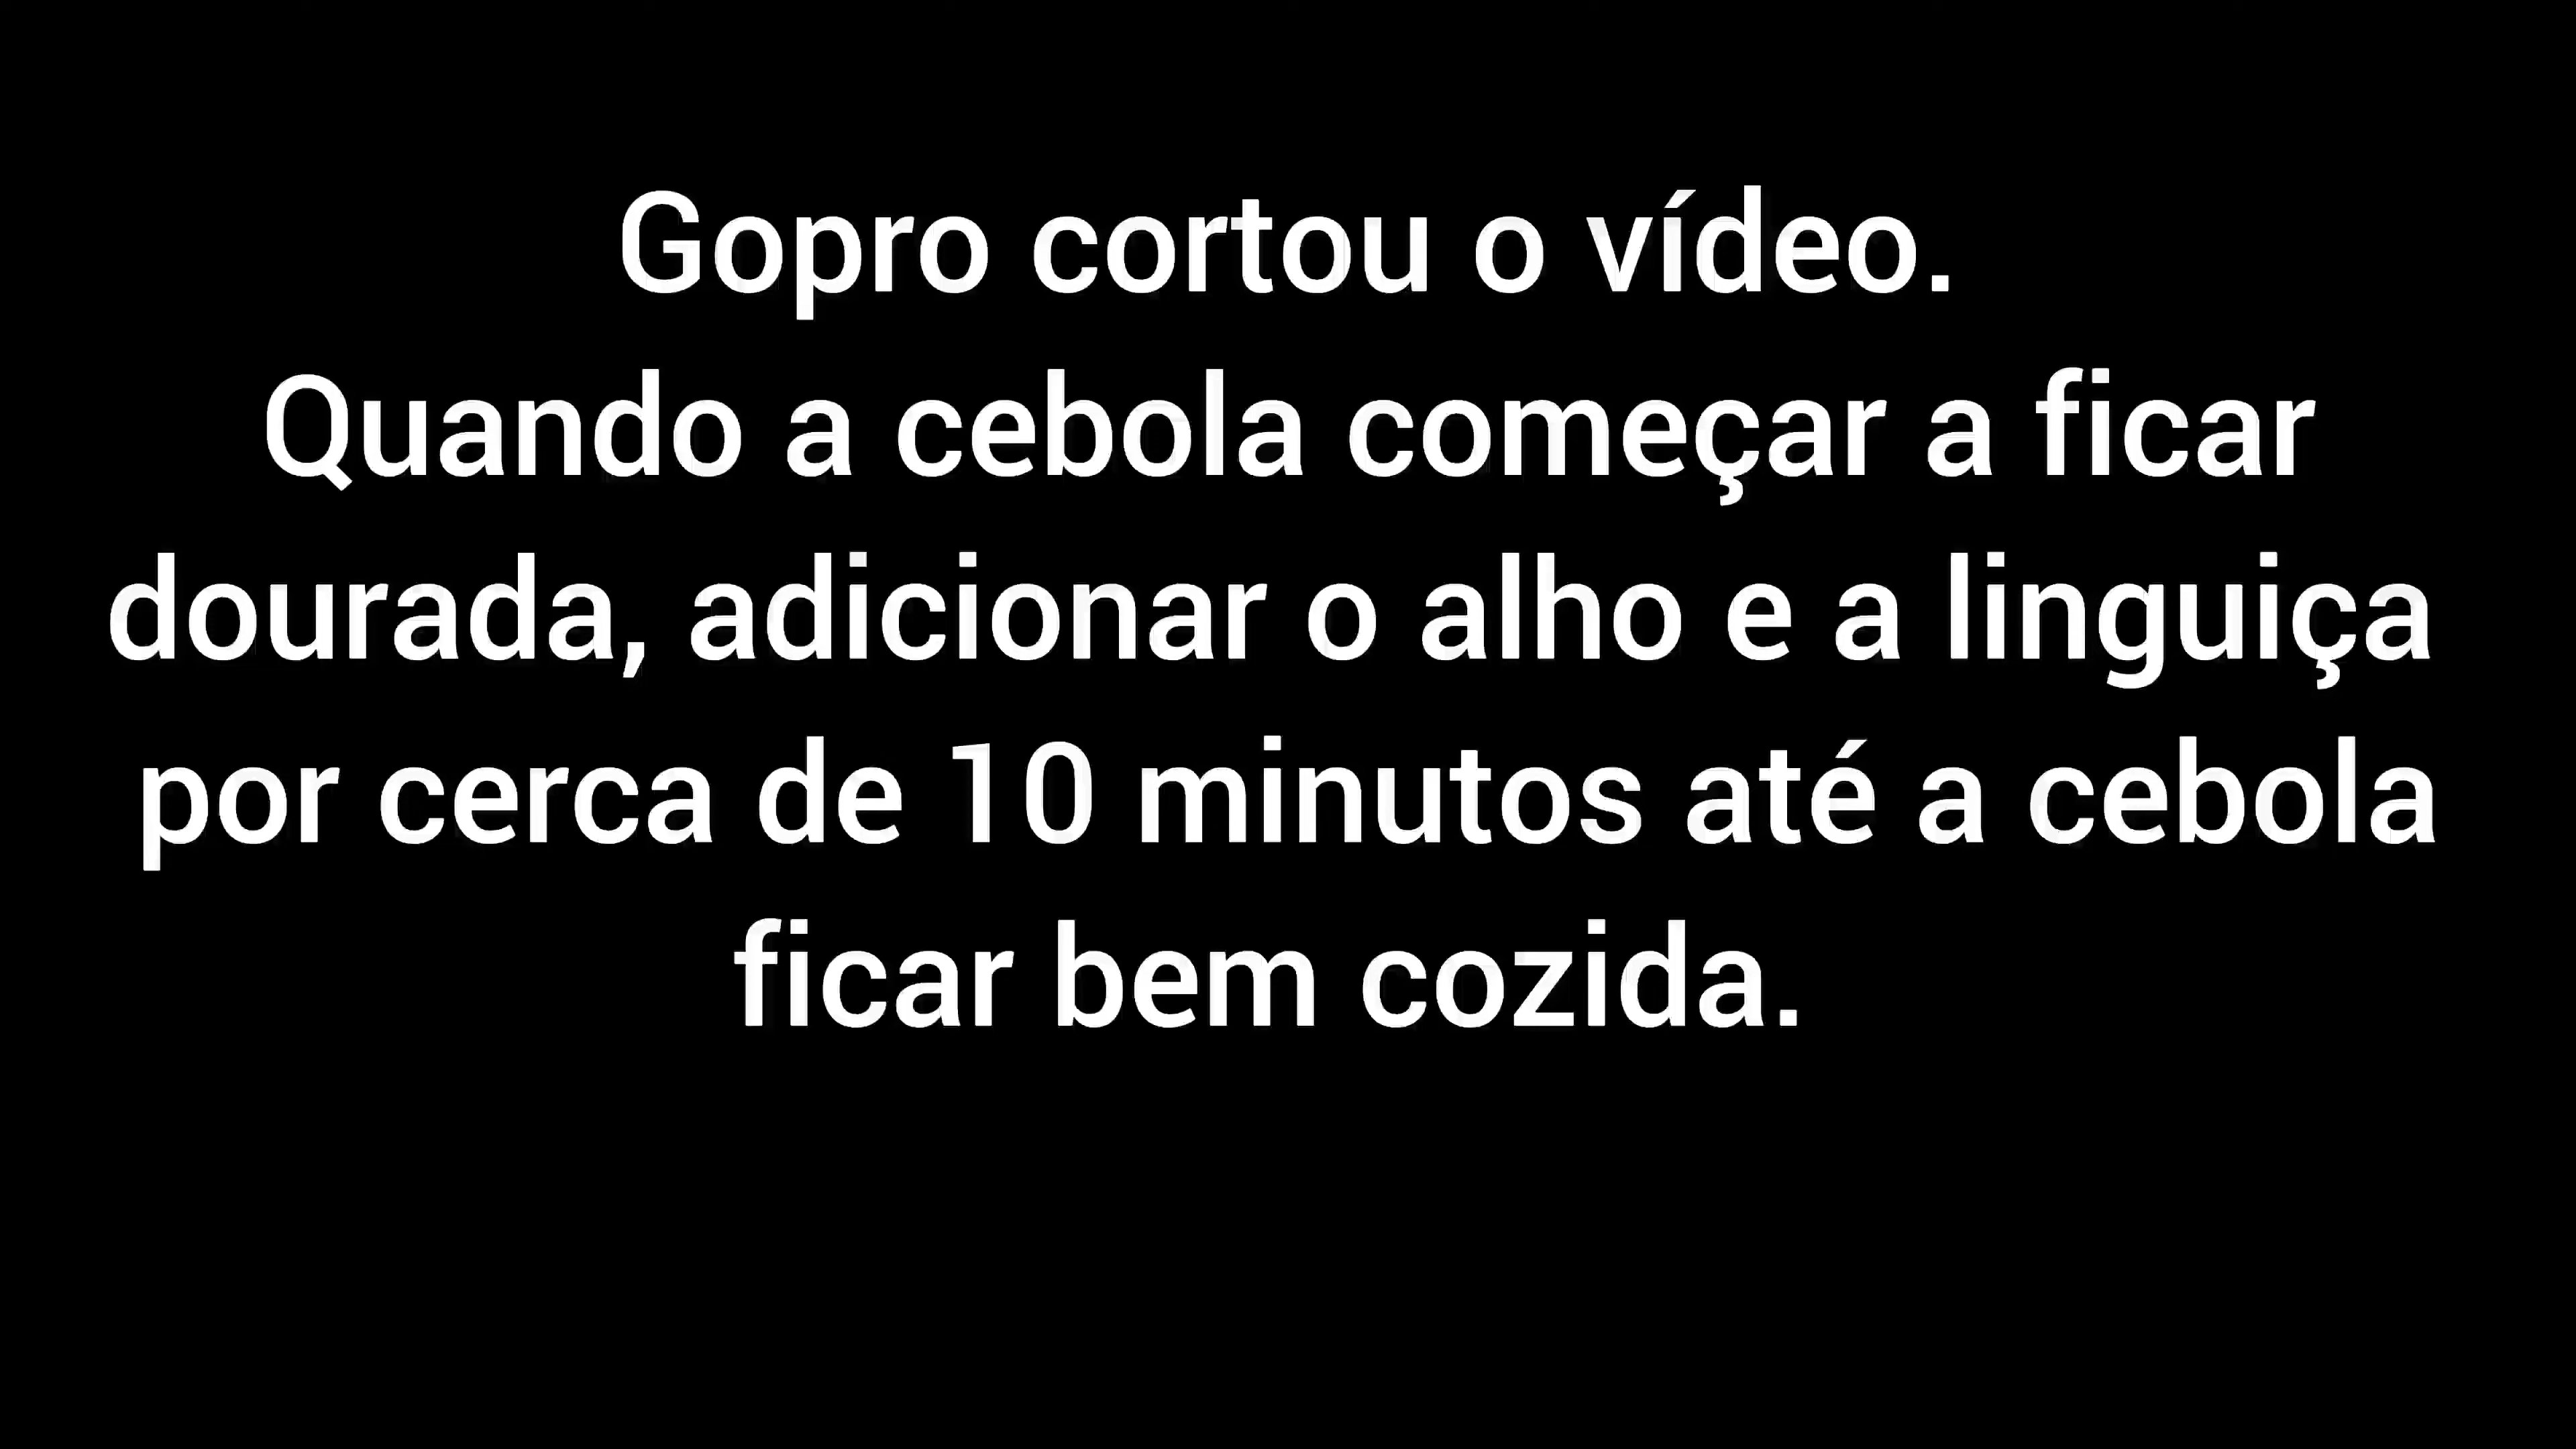 Gopro cortou o vídeo.
Quando a cebola começar a ficar
dourada, adicionar o alho e a linguiça
por cerca de 10 minutos até a cebola
ficar bem cozida.